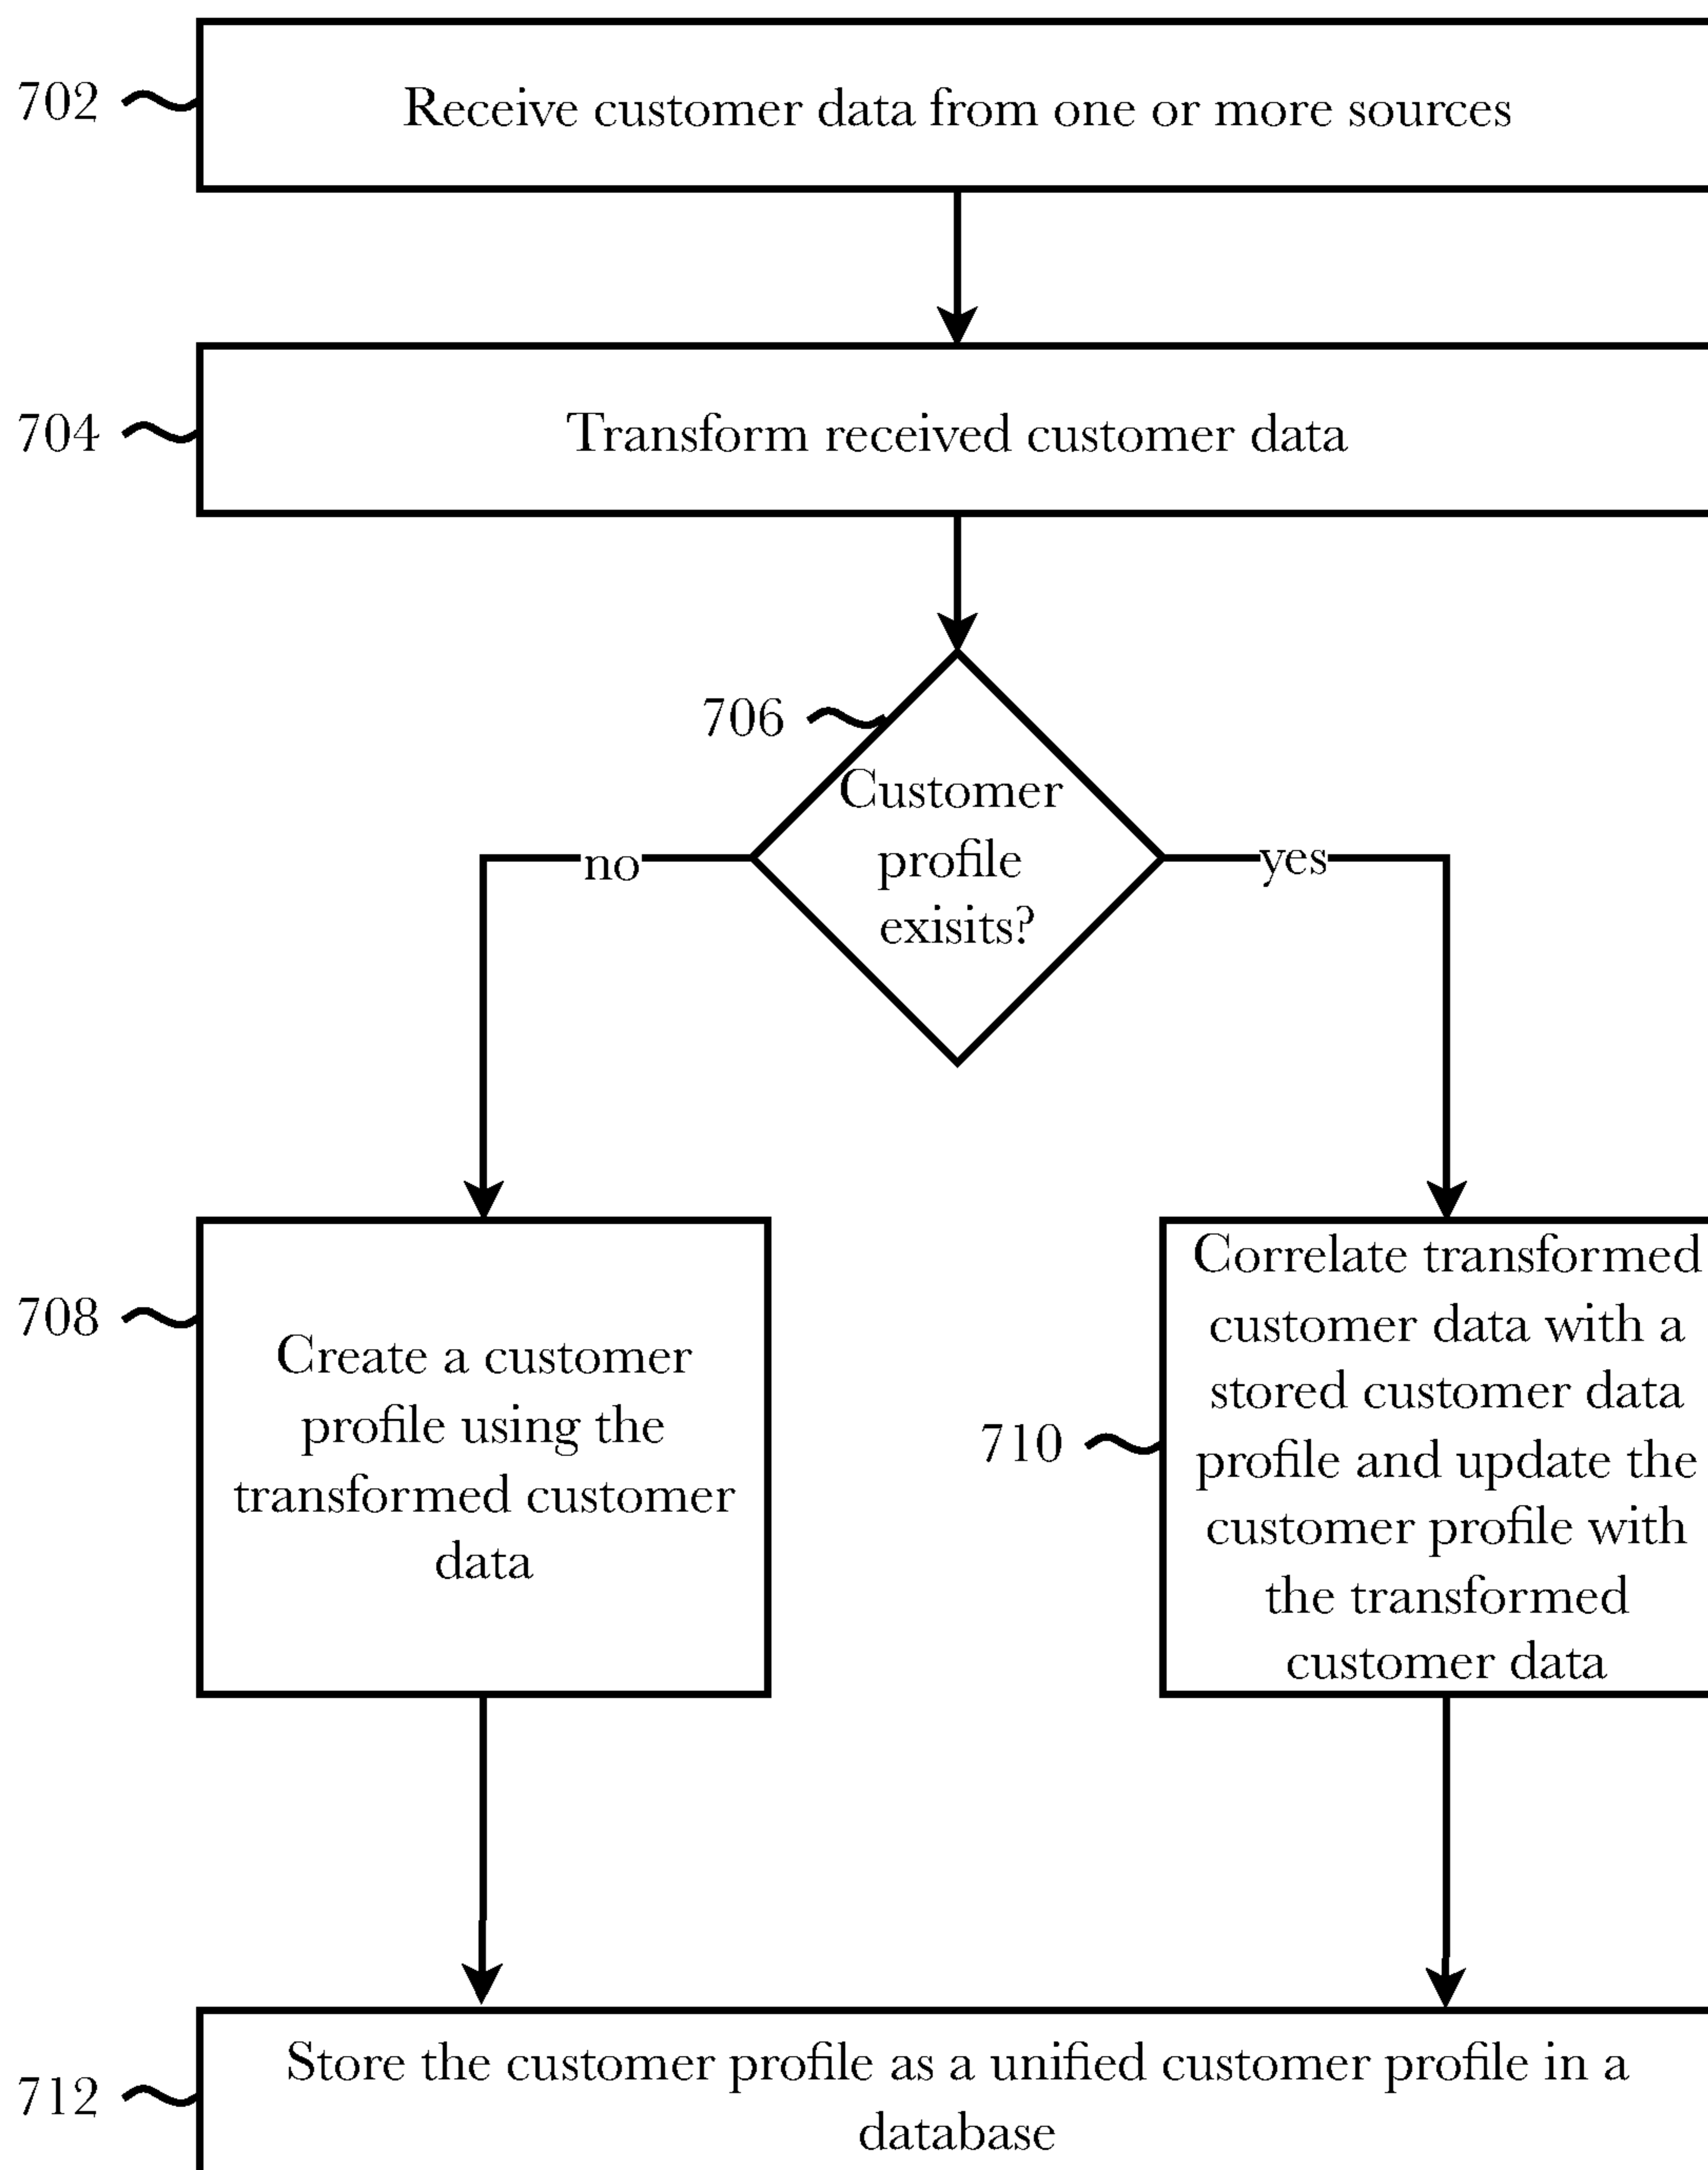 702
Receive customer data from one or more sources
704
Transform received customer data
706
Customer
profile
exisits?
no
yes
708
Create a customer
profile using the
transformed customer
data
710
Correlate transformed
customer data with a
stored customer data
profile and update the
customer profile with
the transformed
customer data
712
Store the customer profile as a unified customer profile in a
database